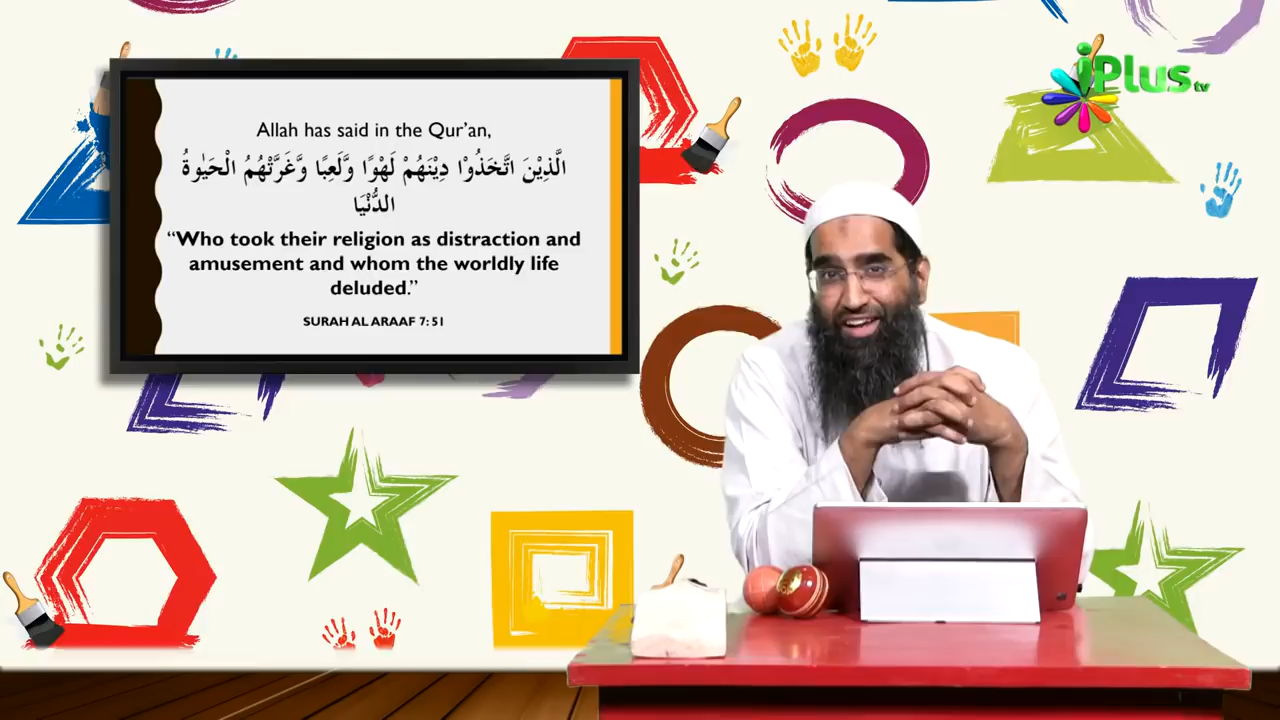 Allah has said in the Qur'an,
الَّذِيْنَ اتَّخَذُوْا دِيْنَهُمْ لَهْوًا وَّلَعِبًا وَّغَرَّتْهُمُ الْحَيٰوةُ
الدُّنْيَا
“Who took their religion as distraction and
amusement and whom the worldly life
deluded.”
SURAH AL ARAAF 7:51
iPlus tv